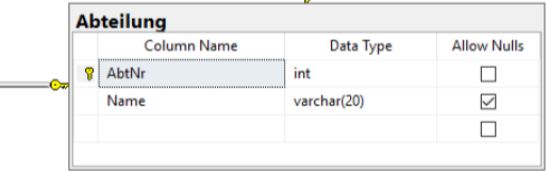 Abteilung
Column Name Data Type Allow Nulls
AbtNr int
Name varchar(20)